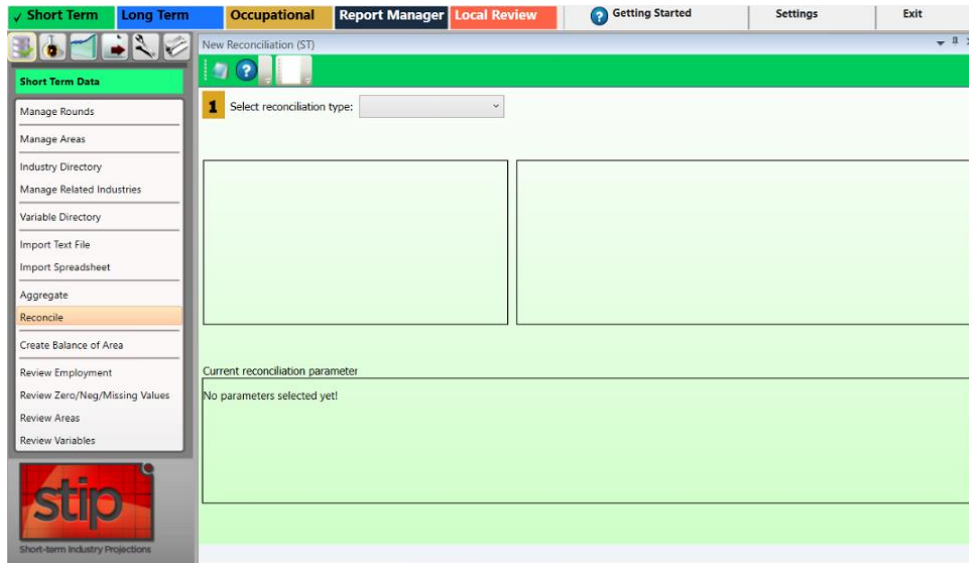 ✓ Short Term
Long Term
Occupational
Report Manager
Local Review
? Getting Started
Settings
Exit
New Reconciliation (ST)
?
Short Term Data
Manage Rounds
Manage Areas
Industry Directory
Manage Related Industries
Variable Directory
Import Text File
Import Spreadsheet
Aggregate
Reconcile
Create Balance of Area
Review Employment
Review Zero/Neg/Missing Values
Review Areas
Review Variables
stip
Short-term Industry Projections
1 Select reconciliation type:
Current reconciliation parameter
No parameters selected yet!